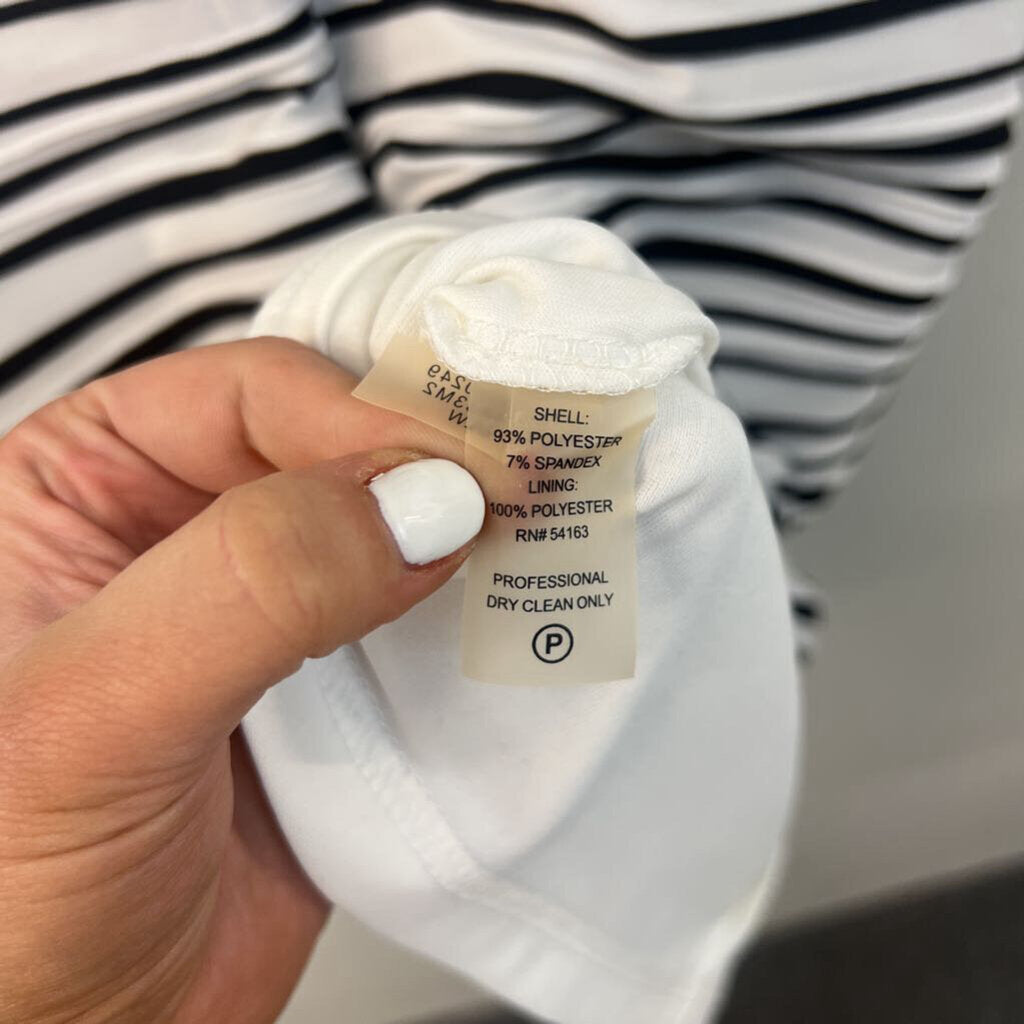 SHELL:
93% POLYESTER
7% SPANDEX
LINING:
100% POLYESTER
RN# 54163
PROFESSIONAL
DRY CLEAN ONLY
P